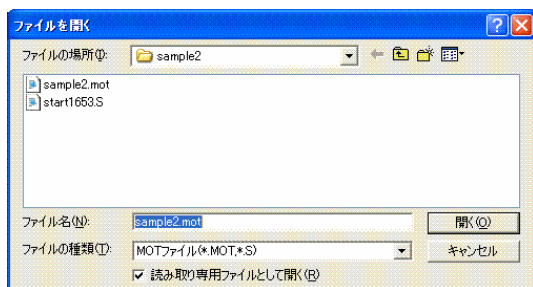 ファイルを開く
ファイルの場所(I): sample2
sample2.mot
start1653.S
ファイル名(N): sample2.mot 開く(O)
ファイルの種類(T): MOTファイル(*.MOT,*.S) キャンセル
読み取り専用ファイルとして開く(R)